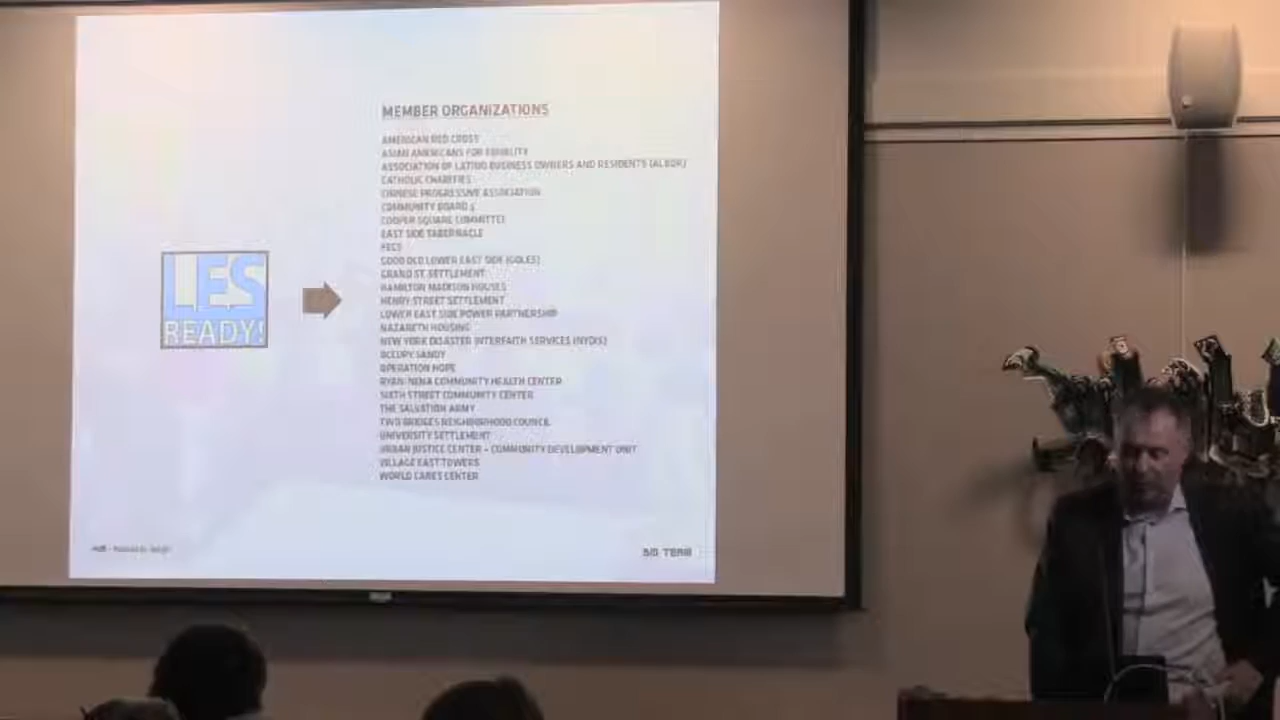 MEMBER ORGANIZATIONS
AMERICAN RED CROSS
ASIAN AMERICANS FOR EQUALITY
ASSOCIATION OF LATINO BUSINESS OWNERS AND RESIDENTS (ALBOR)
CATHOLIC CHARITIES
CHINESE PROGRESSIVE ASSOCIATION
COMMUNITY BOARD 3
COOPER SQUARE COMMITTEE
EAST SIDE TABERNACLE
FEGS
GOOD OLD LOWER EAST SIDE (GOLES)
GRAND ST. SETTLEMENT
HAMILTON MADISON HOUSES
HENRY STREET SETTLEMENT
LOWER EAST SIDE POWER PARTNERSHIP
NAZARETH HOUSING
NEW YORK DISASTER INTERFAITH SERVICES (NYDIS)
OCCUPY SANDY
OPERATION HOPE
RYAN-NENA COMMUNITY HEALTH CENTER
SIXTH STREET COMMUNITY CENTER
THE SALVATION ARMY
TWO BRIDGES NEIGHBORHOOD COUNCIL
UNIVERSITY SETTLEMENT
URBAN JUSTICE CENTER – COMMUNITY DEVELOPMENT UNIT
VILLAGE EAST TOWERS
WORLD CARES CENTER
LES
READY!
BIG TEAM